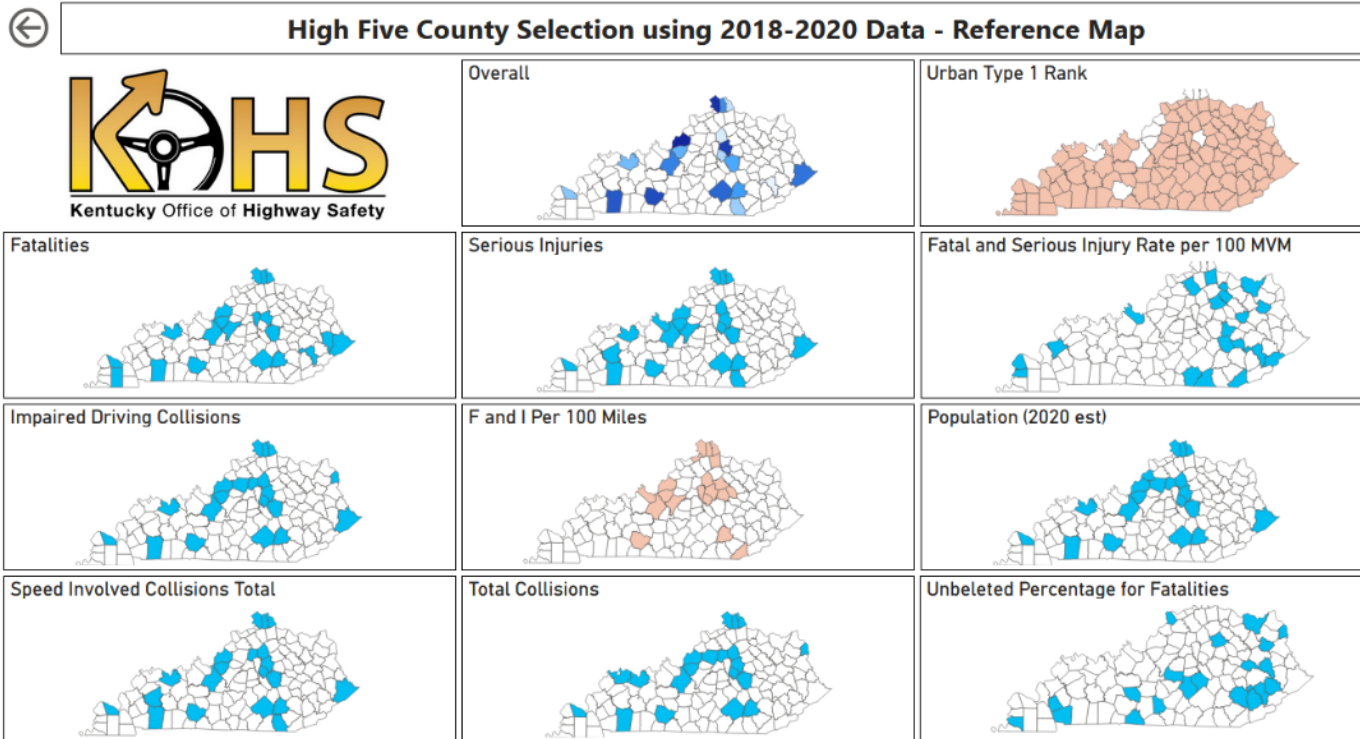 High Five County Selection using 2018-2020 Data - Reference Map
KOHS
Kentucky Office of Highway Safety
Overall
Urban Type 1 Rank
Fatalities
Serious Injuries
Fatal and Serious Injury Rate per 100 MVM
Impaired Driving Collisions
F and I Per 100 Miles
Population (2020 est)
Speed Involved Collisions Total
Total Collisions
Unbeleted Percentage for Fatalities